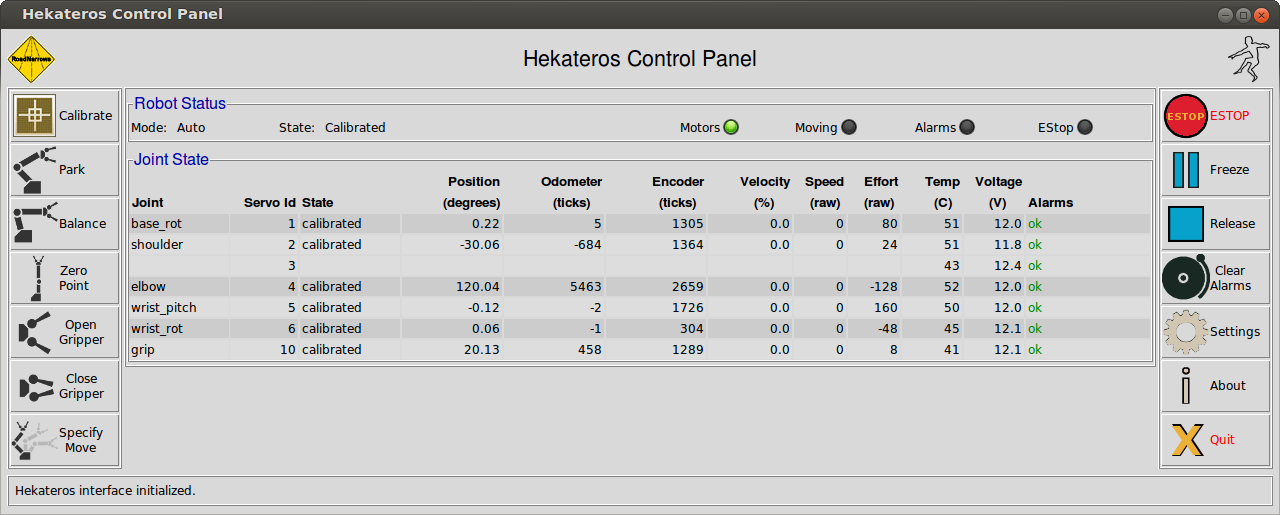 Hekateros Control Panel
RoadNarrows
Hekateros Control Panel
Calibrate
Park
Balance
Zero
Point
Open
Gripper
Close
Gripper
Specify
Move
Robot Status
Mode: Auto State: Calibrated Motors Moving Alarms EStop
Joint State
Position Odometer Encoder Velocity Speed Effort Temp Voltage
Joint Servo Id State (degrees) (ticks) (ticks) (%) (raw) (raw) (C) (V) Alarms
base_rot 1 calibrated 0.22 5 1305 0.0 0 80 51 12.0 ok
shoulder 2 calibrated -30.06 -684 1364 0.0 0 24 51 11.8 ok
3 43 12.4 ok
elbow 4 calibrated 120.04 5463 2659 0.0 0 -128 52 12.0 ok
wrist_pitch 5 calibrated -0.12 -2 1726 0.0 0 160 50 12.0 ok
wrist_rot 6 calibrated 0.06 -1 304 0.0 0 -48 45 12.1 ok
grip 10 calibrated 20.13 458 1289 0.0 0 8 41 12.1 ok
ESTOP ESTOP
Freeze
Release
Clear
Alarms
Settings
About
Quit
Hekateros interface initialized.